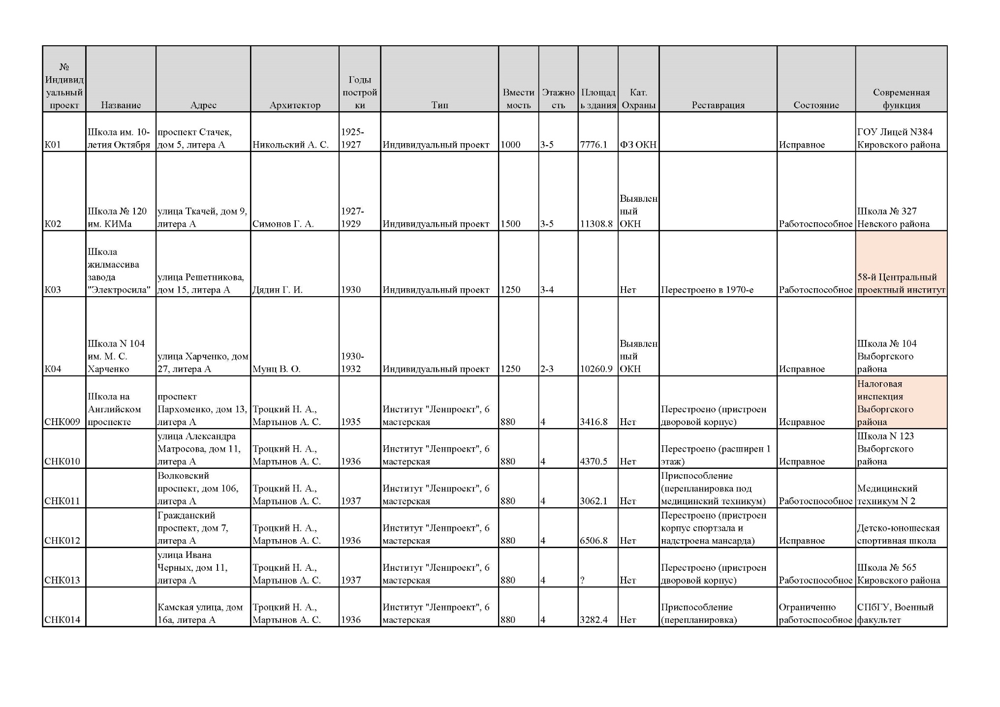 №
Индивид
уальный
проект
Название
Адрес
Архитектор
Годы
построй
ки
Тип
Вмести
мость
Этажно
сть
Площад
ь здания
Кат.
Охраны
Реставрация
Состояние
Современная
функция
К01
Школа им. 10-
летия Октября
проспект Стачек,
дом 5, литера А
Никольский А. С.
1925-
1927
Индивидуальный проект
1000
3-5
7776.1
ФЗ ОКН
Исправное
ГОУ Лицей N384
Кировского района
К02
Школа № 120
им. КИМа
улица Ткачей, дом 9,
литера А
Симонов Г. А.
1927-
1929
Индивидуальный проект
1500
3-5
11308.8
Выявлен
ный
ОКН
Работоспособное
Школа № 327
Невского района
К03
Школа
жилмассива
завода
"Электросила"
улица Решетникова,
дом 15, литера А
Дядин Г. И.
1930
Индивидуальный проект
1250
3-4
Нет
Перестроено в 1970-е
Работоспособное
58-й Центральный
проектный институт
К04
Школа N 104
им. М. С.
Харченко
улица Харченко, дом
27, литера А
Мунц В. О.
1930-
1932
Индивидуальный проект
1250
2-3
10260.9
Выявлен
ный
ОКН
Исправное
Школа № 104
Выборгского
района
СНК009
Школа на
Английском
проспекте
проспект
Пархоменко, дом 13,
литера А
Троцкий Н. А.,
Мартынов А. С.
1935
Институт "Ленпроект", 6
мастерская
880
4
3416.8
Нет
Перестроено (пристроен
дворовой корпус)
Исправное
Налоговая
инспекция
Выборгского
района
СНК010
улица Александра
Матросова, дом 11,
литера А
Троцкий Н. А.,
Мартынов А. С.
1936
Институт "Ленпроект", 6
мастерская
880
4
4370.5
Нет
Перестроено (расширен 1
этаж)
Исправное
Школа N 123
Выборгского
района
СНК011
Волковский
проспект, дом 106,
литера А
Троцкий Н. А.,
Мартынов А. С.
1937
Институт "Ленпроект", 6
мастерская
880
4
3062.1
Нет
Приспособление
(перепланировка под
медицинский техникум)
Работоспособное
Медицинский
техникум N 2
СНК012
Гражданский
проспект, дом 7,
литера А
Троцкий Н. А.,
Мартынов А. С.
1936
Институт "Ленпроект", 6
мастерская
880
4
6506.8
Нет
Перестроено (пристроен
корпус спортзала и
надстроена мансарда)
Исправное
Детско-юношеская
спортивная школа
СНК013
улица Ивана
Черных, дом 11,
литера А
Троцкий Н. А.,
Мартынов А. С.
1937
Институт "Ленпроект", 6
мастерская
880
4
?
Нет
Перестроено (пристроен
дворовой корпус)
Работоспособное
Школа № 565
Кировского района
СНК014
Камская улица, дом
16а, литера А
Троцкий Н. А.,
Мартынов А. С.
1936
Институт "Ленпроект", 6
мастерская
880
4
3282.4
Нет
Приспособление
(перепланировка)
Ограниченно
работоспособное
СПбГУ, Военный
факультет